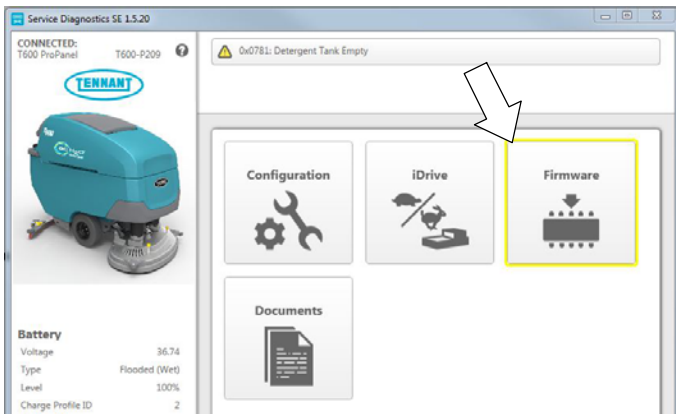 Service Diagnostics SE 1.5.20
CONNECTED:
T600 ProPanel T600-P209
0x0781: Detergent Tank Empty
TENNANT
Configuration
iDrive
Firmware
Documents
Battery
Voltage 36.74
Type Flooded (Wet)
Level 100%
Charge Profile ID 2